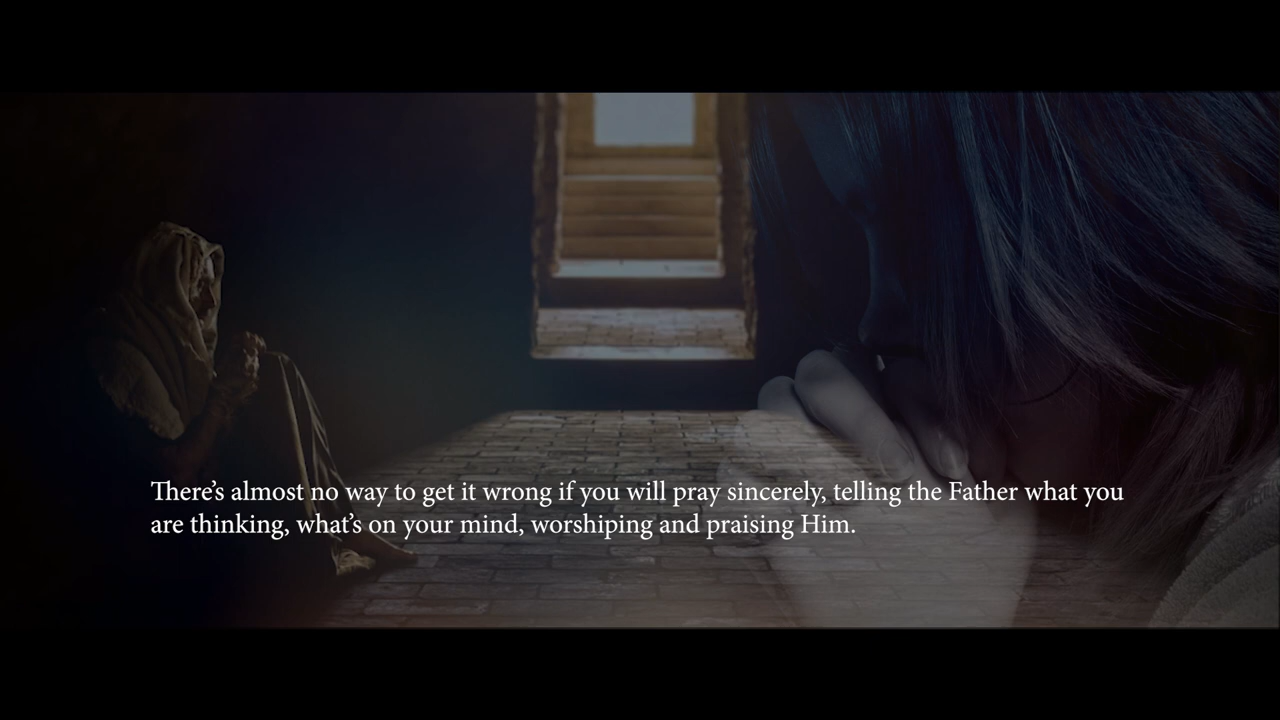 There’s almost no way to get it wrong if you will pray sincerely, telling the Father what you
are thinking, what’s on your mind, worshiping and praising Him.